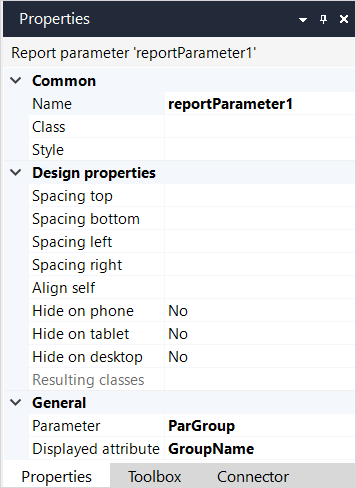 Properties
Report parameter 'reportParameter1'
Common
Name reportParameter1
Class
Style
Design properties
Spacing top
Spacing bottom
Spacing left
Spacing right
Align self
Hide on phone No
Hide on tablet No
Hide on desktop No
Resulting classes
General
Parameter ParGroup
Displayed attribute GroupName
Properties Toolbox Connector